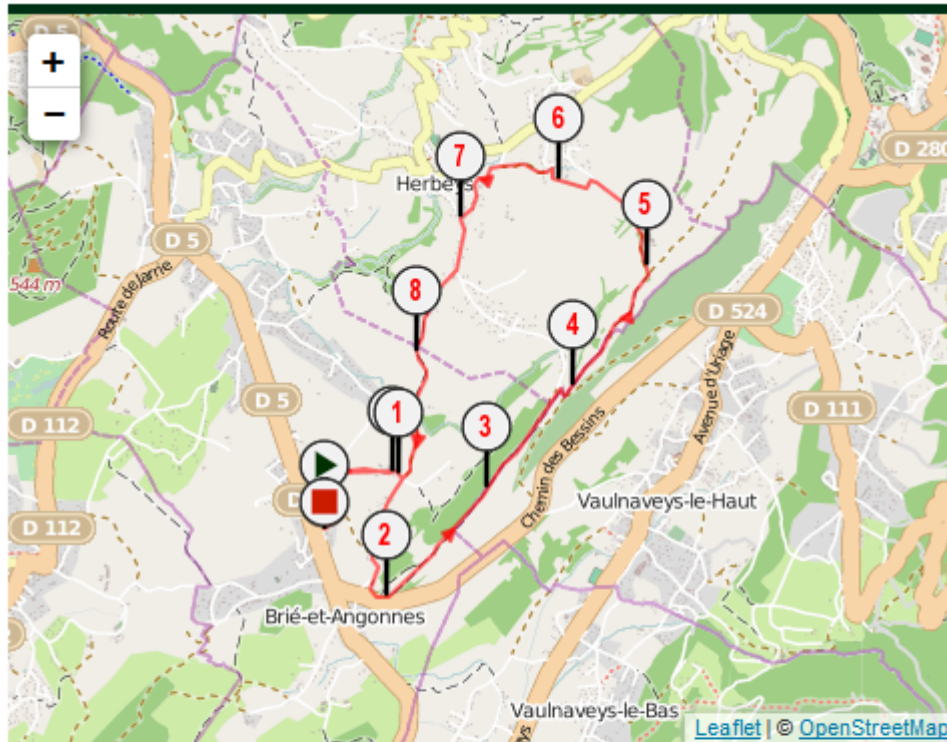 D 5
+
−
6
7
D 280
Herbeys
5
D 5
544 m
Route de Jarrie
8
D 524
4
Avenue d'Uriage
D 5
1
D 111
D 112
3
Chemin des Bessins
Vaulnaveys-le-Haut
D 112
2
Brié-et-Angonnes
Vaulnaveys-le-Bas
Leaflet | © OpenStreetMap